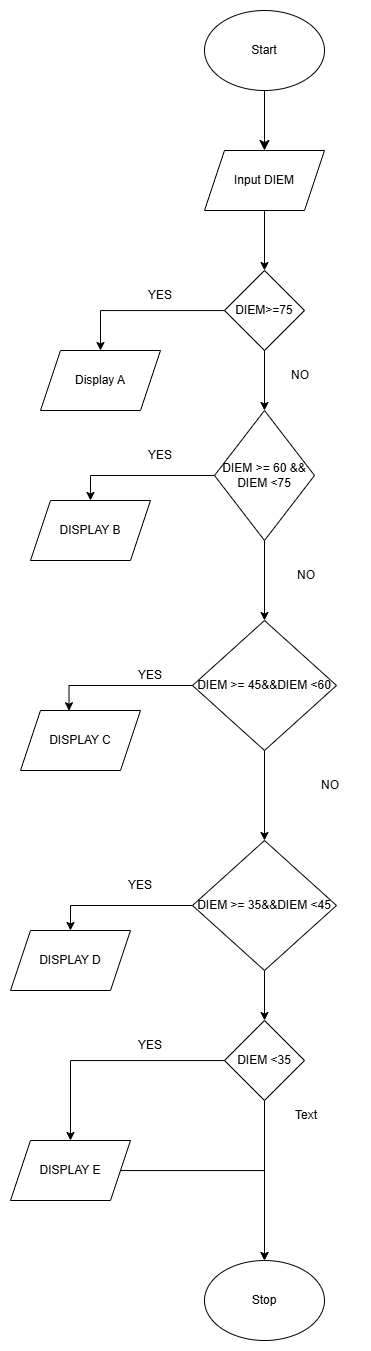 Start
Input DIEM
YES
DIEM>=75
Display A
NO
YES
DIEM >= 60 &&
DIEM <75
DISPLAY B
NO
YES
DIEM >= 45&&DIEM <60
DISPLAY C
NO
YES
DIEM >= 35&&DIEM <45
DISPLAY D
YES
DIEM <35
Text
DISPLAY E
Stop